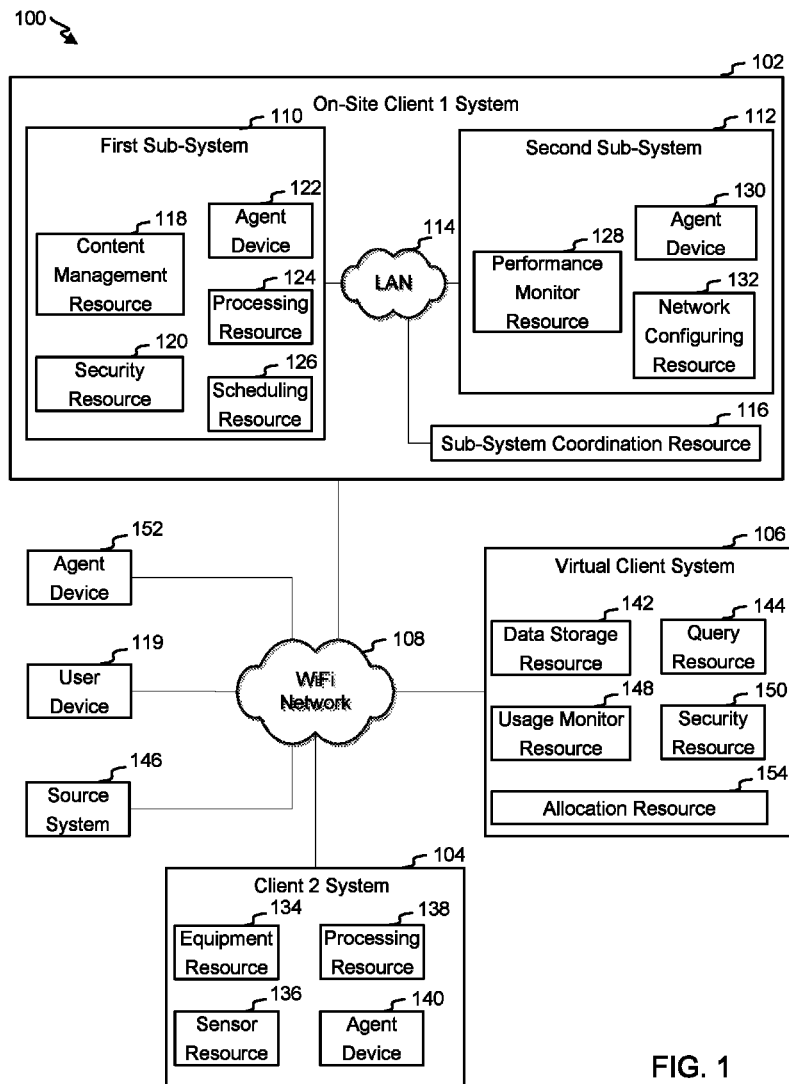 100
102
On-Site Client 1 System
110
First Sub-System
112
Second Sub-System
118
Content
Management
Resource
122
Agent
Device
124
Processing
Resource
120
Security
Resource
126
Scheduling
Resource
114
LAN
128
Performance
Monitor
Resource
130
Agent
Device
132
Network
Configuring
Resource
116
Sub-System Coordination Resource
152
Agent
Device
119
User
Device
146
Source
System
108
WiFi
Network
106
Virtual Client System
142
Data Storage
Resource
144
Query
Resource
148
Usage Monitor
Resource
150
Security
Resource
154
Allocation Resource
104
Client 2 System
134
Equipment
Resource
138
Processing
Resource
136
Sensor
Resource
140
Agent
Device
FIG. 1